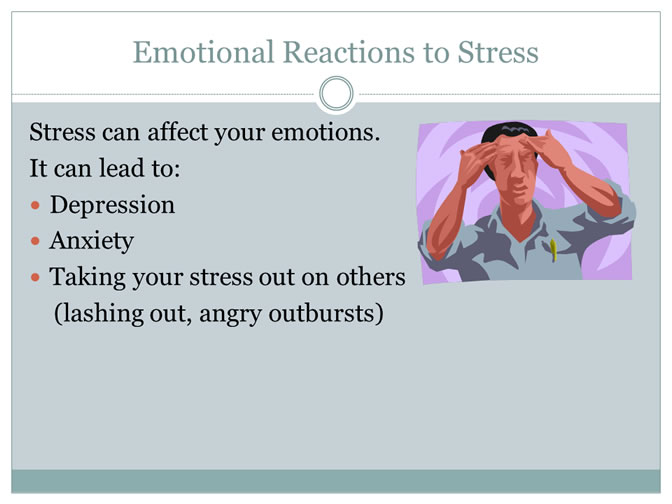 Emotional Reactions to Stress
Stress can affect your emotions.
It can lead to:
• Depression
• Anxiety
• Taking your stress out on others
(lashing out, angry outbursts)